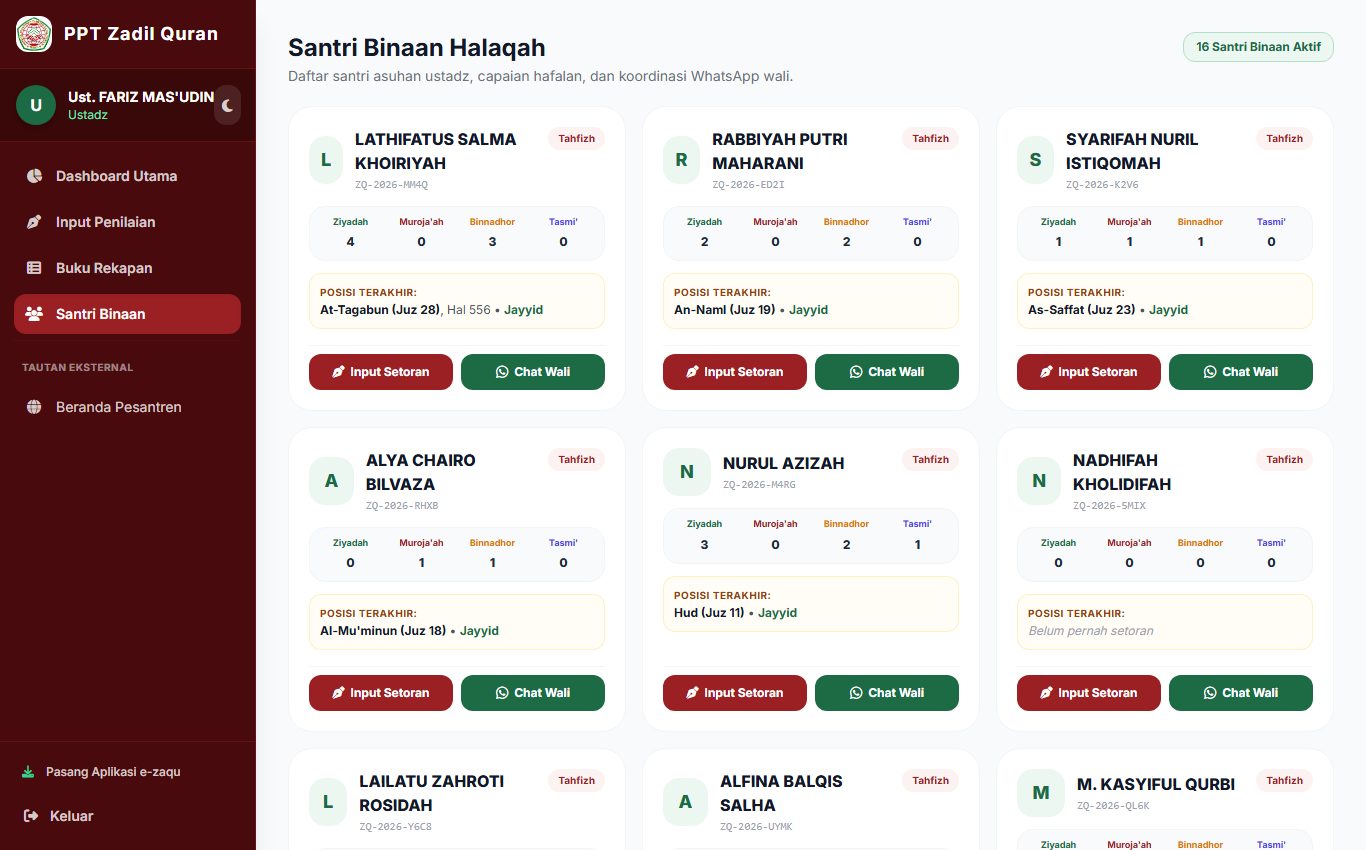 PPT Zadil Quran
U
Ust. FARIZ MAS'UDIN
Ustadz
Dashboard Utama
Input Penilaian
Buku Rekapan
Santri Binaan
TAUTAN EKSTERNAL
Beranda Pesantren
Pasang Aplikasi e-zaqu
Keluar
Santri Binaan Halaqah
16 Santri Binaan Aktif
Daftar santri asuhan ustadz, capaian hafalan, dan koordinasi WhatsApp wali.
L
LATHIFATUS SALMA
KHOIRIYAH
Tahfizh
ZQ-2026-MM4Q
Ziyadah Muroja'ah Binnadhor Tasmi'
4 0 3 0
POSISI TERAKHIR:
At-Tagabun (Juz 28), Hal 556 • Jayyid
Input Setoran Chat Wali
R
RABBIYAH PUTRI
MAHARANI
Tahfizh
ZQ-2026-ED2I
Ziyadah Muroja'ah Binnadhor Tasmi'
2 0 2 0
POSISI TERAKHIR:
An-Naml (Juz 19) • Jayyid
Input Setoran Chat Wali
S
SYARIFAH NURIL
ISTIQOMAH
Tahfizh
ZQ-2026-K2V6
Ziyadah Muroja'ah Binnadhor Tasmi'
1 1 1 0
POSISI TERAKHIR:
As-Saffat (Juz 23) • Jayyid
Input Setoran Chat Wali
A
ALYA CHAIRO
BILVAZA
Tahfizh
ZQ-2026-RHXB
Ziyadah Muroja'ah Binnadhor Tasmi'
0 1 1 0
POSISI TERAKHIR:
Al-Mu'minun (Juz 18) • Jayyid
Input Setoran Chat Wali
N
NURUL AZIZAH
Tahfizh
ZQ-2026-M4RG
Ziyadah Muroja'ah Binnadhor Tasmi'
3 0 2 1
POSISI TERAKHIR:
Hud (Juz 11) • Jayyid
Input Setoran Chat Wali
N
NADHIFAH
KHOLIDIFAH
Tahfizh
ZQ-2026-5MIX
Ziyadah Muroja'ah Binnadhor Tasmi'
0 0 0 0
POSISI TERAKHIR:
Belum pernah setoran
Input Setoran Chat Wali
L
LAILATU ZAHROTI
ROSIDAH
Tahfizh
ZQ-2026-Y6C8
A
ALFINA BALQIS
SALHA
Tahfizh
ZQ-2026-UYMK
M
M. KASYIFUL QURBI
Tahfizh
ZQ-2026-QL6K
Ziyadah Muroja'ah Binnadhor Tasmi'